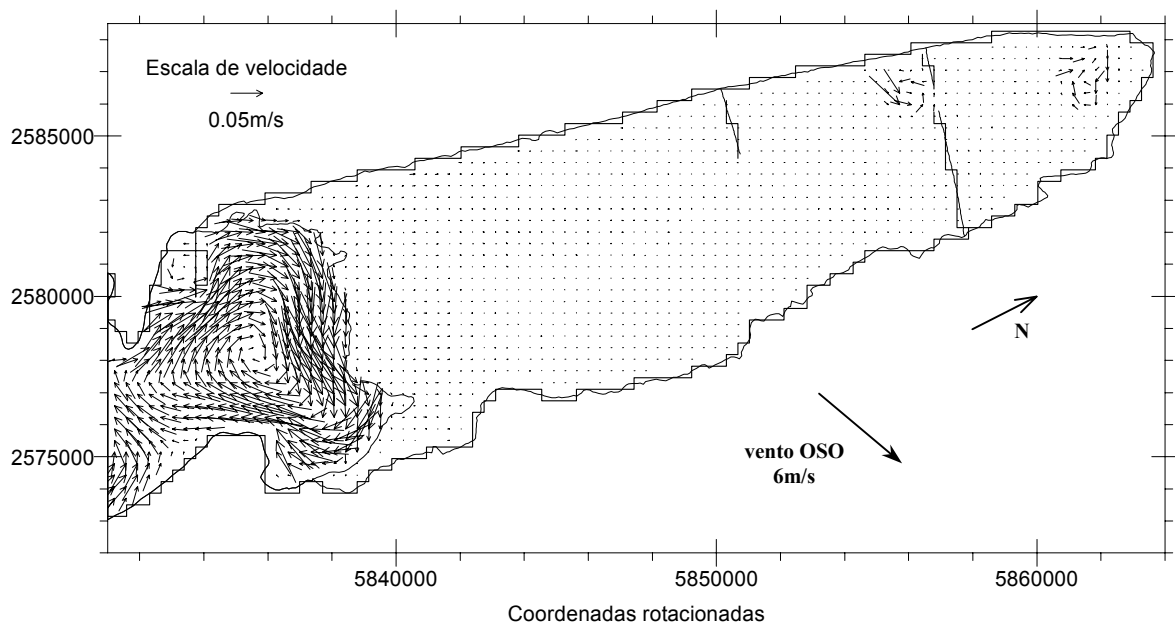 Escala de velocidade
0.05m/s
2585000
2580000
2575000
N
vento OSO
6m/s
5840000
5850000
5860000
Coordenadas rotacionadas